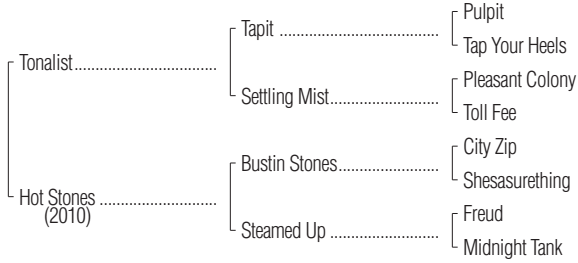 Pulpit
Tapit
Tap Your Heels
Tonalist
Pleasant Colony
Settling Mist
Toll Fee
City Zip
Bustin Stones
Shesasurething
Hot Stones
(2010)
Freud
Steamed Up
Midnight Tank